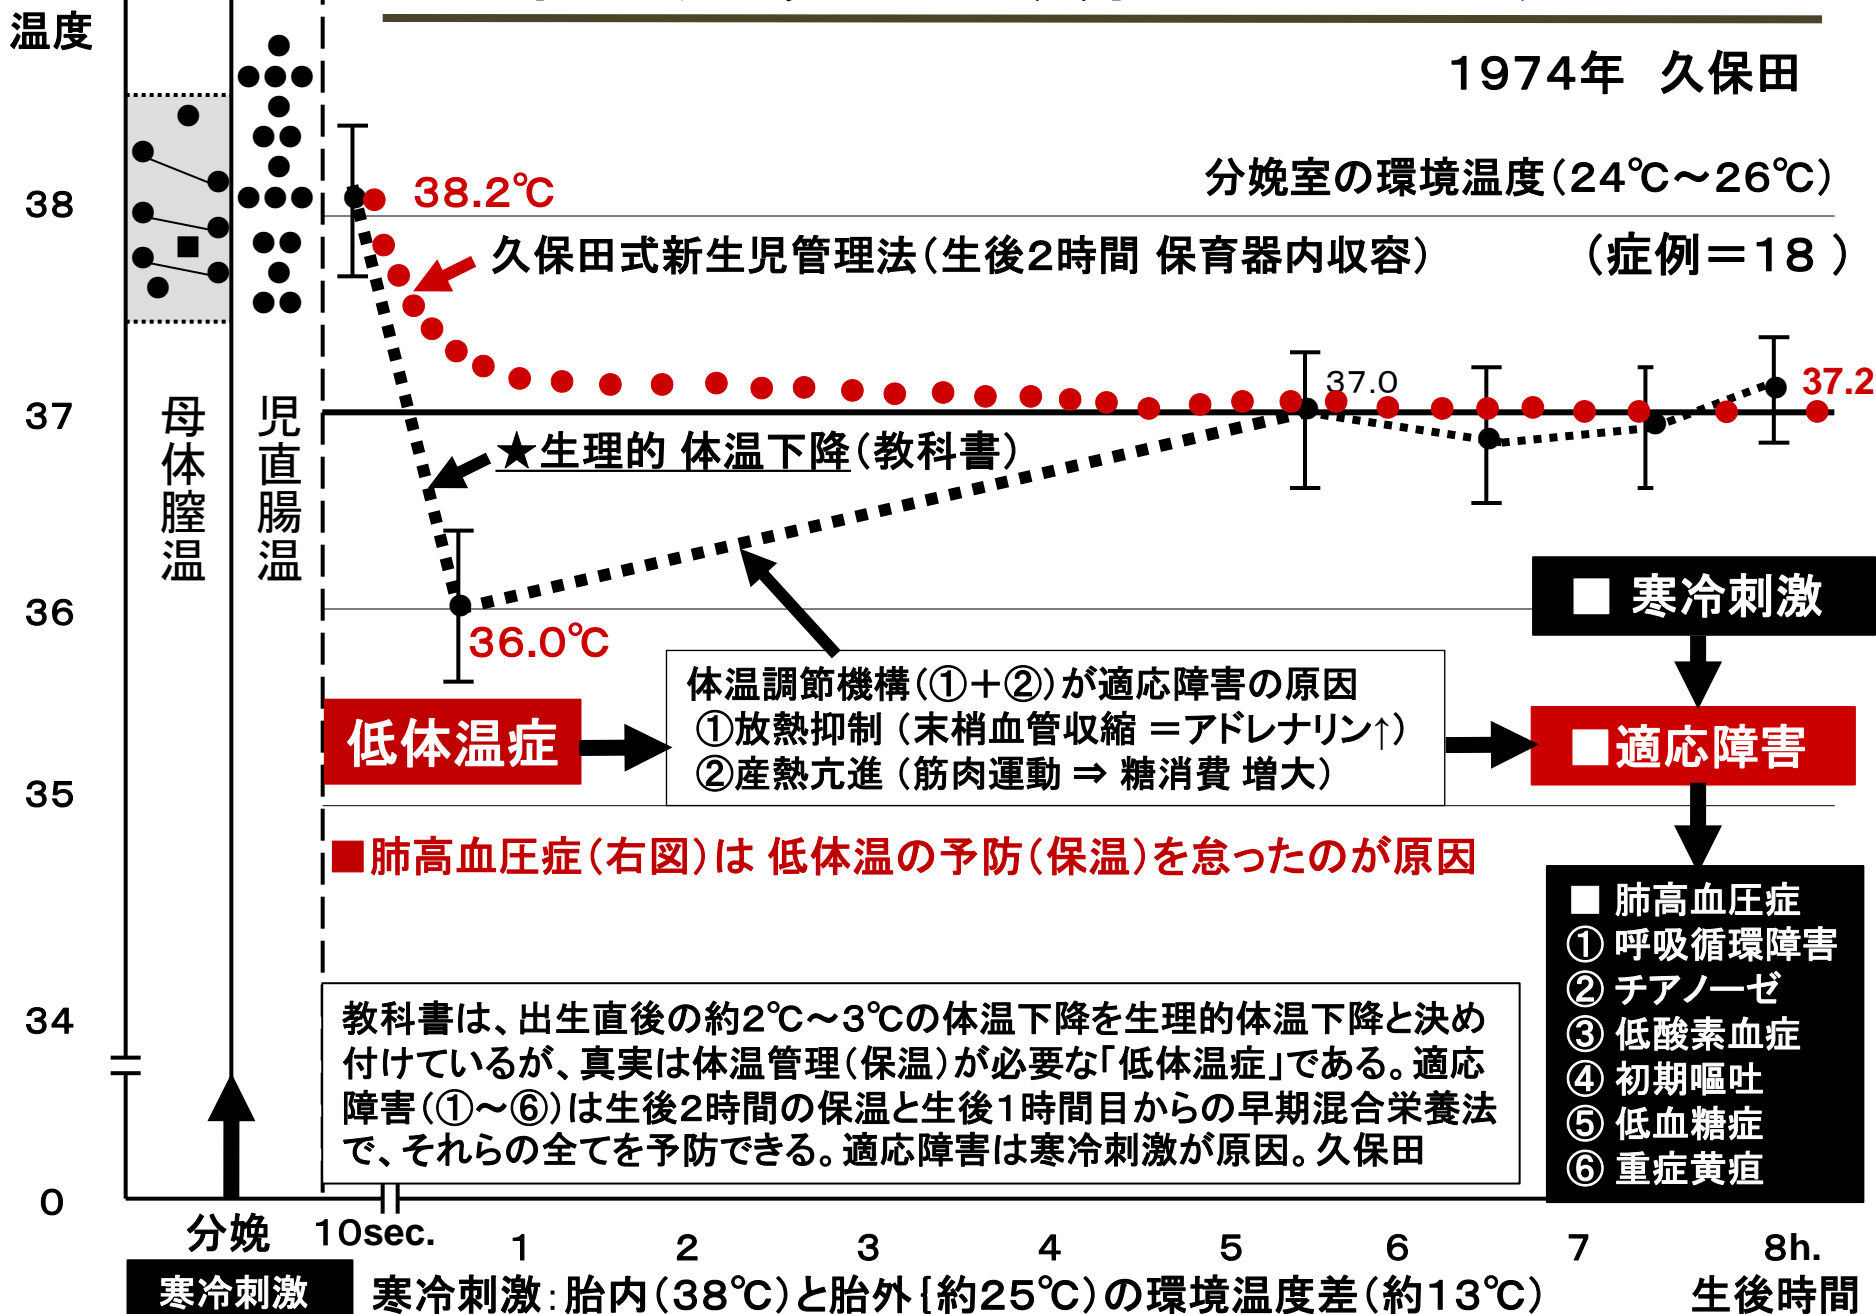 温度
1974年 久保田
分娩室の環境温度(24℃～26℃)
(症例＝18 )
38
38.2℃
久保田式新生児管理法(生後2時間 保育器内収容)
37
37.0
37.2
母体膣温
児直腸温
★生理的 体温下降(教科書)
36
36.0℃
■ 寒冷刺激
体温調節機構(①＋②)が適応障害の原因
①放熱抑制 (末梢血管収縮 ＝アドレナリン↑)
②産熱亢進 (筋肉運動 ⇒ 糖消費 増大)
低体温症
■適応障害
35
■肺高血圧症(右図)は 低体温の予防(保温)を怠ったのが原因
■ 肺高血圧症
① 呼吸循環障害
② チアノーゼ
③ 低酸素血症
④ 初期嘔吐
⑤ 低血糖症
⑥ 重症黄疸
34
教科書は、出生直後の約2℃～3℃の体温下降を生理的体温下降と決め
付けているが、真実は体温管理(保温)が必要な「低体温症」である。適応
障害(①～⑥)は生後2時間の保温と生後1時間目からの早期混合栄養法
で、それらの全てを予防できる。適応障害は寒冷刺激が原因。久保田
0
分娩
10sec.
1 2 3 4 5 6 7 8h.
寒冷刺激
寒冷刺激：胎内(38℃)と胎外{約25℃)の環境温度差(約13℃)
生後時間